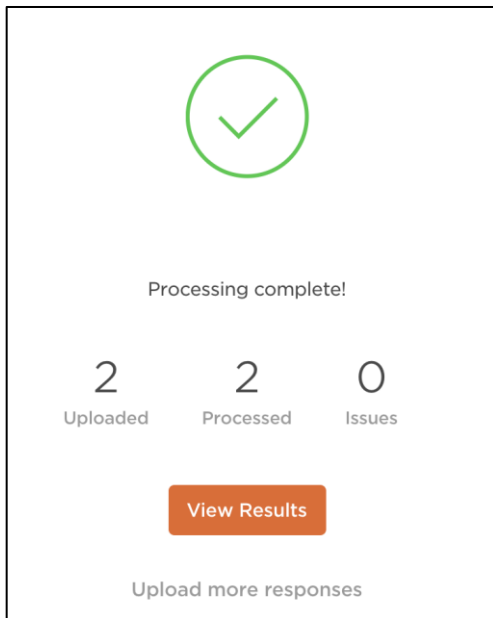 Processing complete!
2 2 0
Uploaded Processed Issues
View Results
Upload more responses